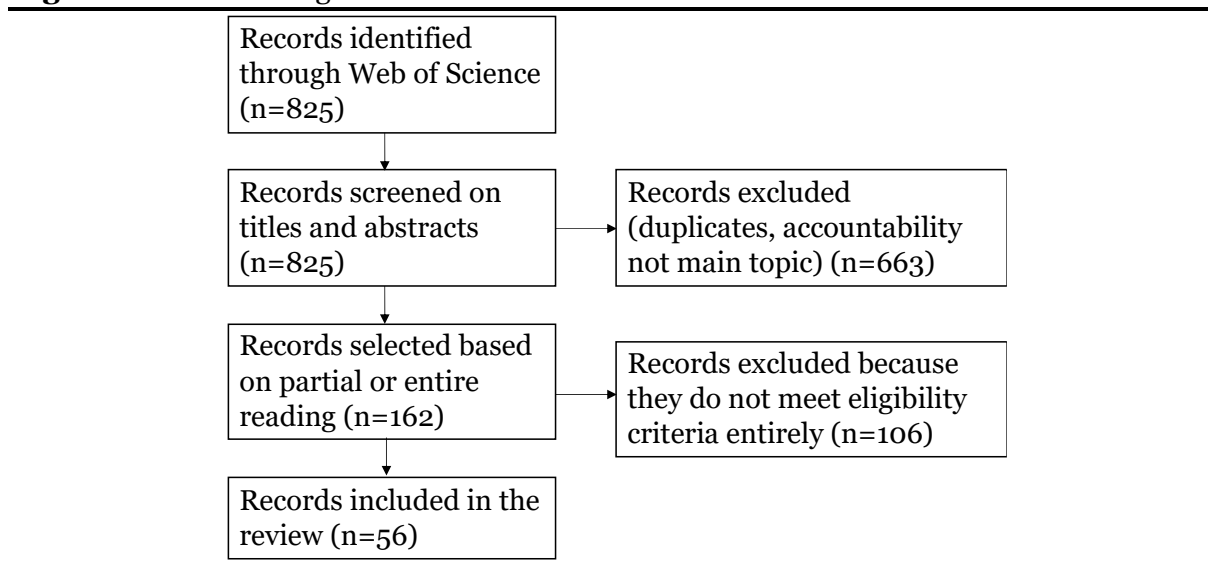 Records identified
through Web of Science
(n=825)
Records screened on
titles and abstracts
(n=825)
Records excluded
(duplicates, accountability
not main topic) (n=663)
Records selected based
on partial or entire
reading (n=162)
Records excluded because
they do not meet eligibility
criteria entirely (n=106)
Records included in the
review (n=56)